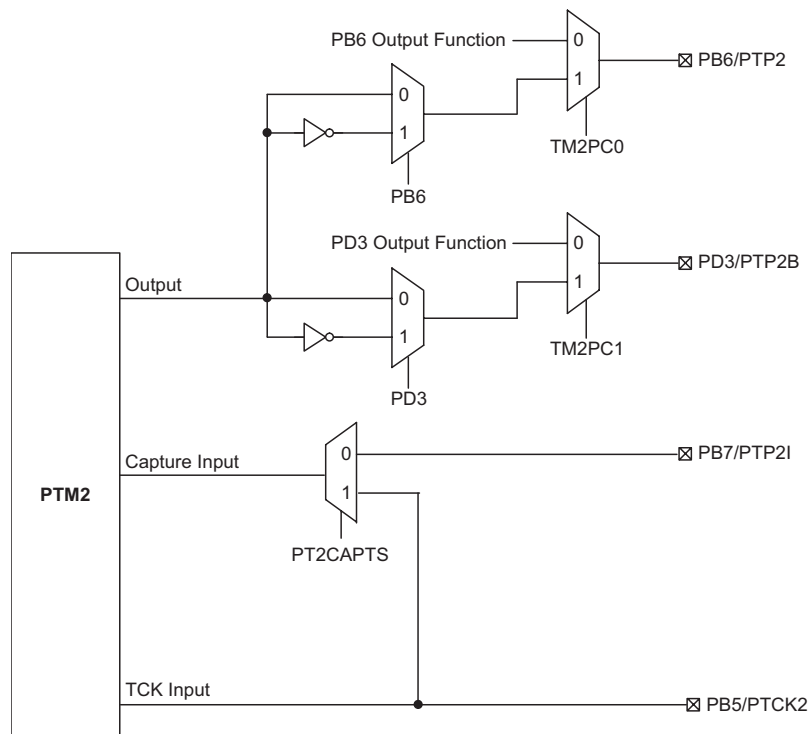 PB6 Output Function
0
1
PB6/PTP2
TM2PC0
0
1
PB6
PD3 Output Function
0
1
PD3/PTP2B
TM2PC1
Output
0
1
PD3
PTM2
Capture Input
0
1
PB7/PTP2I
PT2CAPTS
TCK Input
PB5/PTCK2